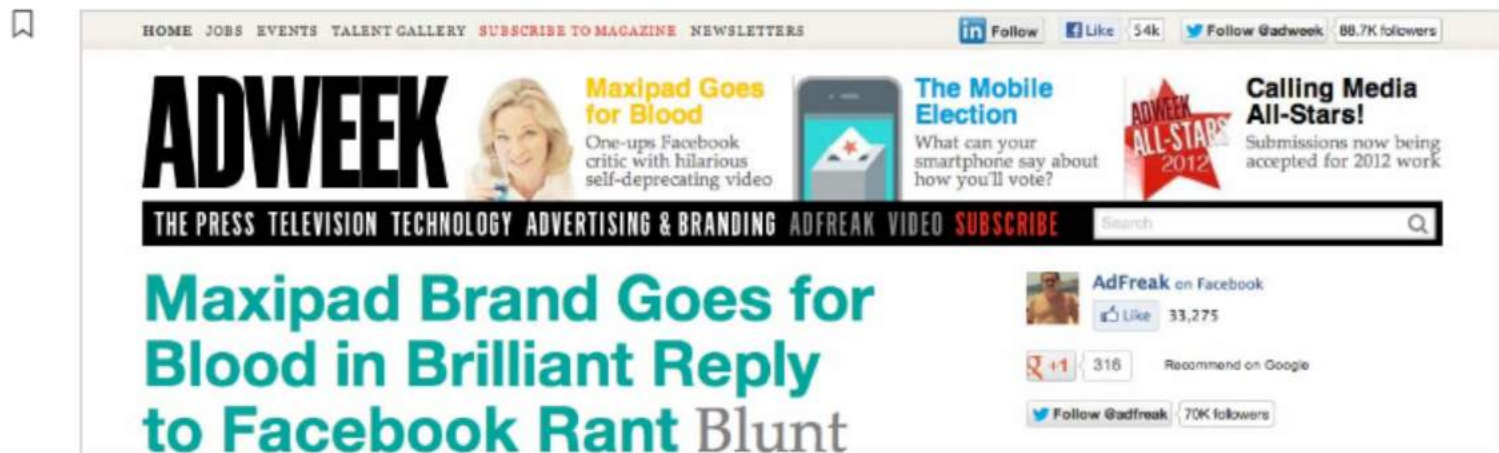 HOME JOBS EVENTS TALENT GALLERY SUBSCRIBE TO MAGAZINE NEWSLETTERS
in Follow Like 54k Follow @adweek 88.7K followers
ADWEEK
Maxipad Goes
for Blood
One-ups Facebook
critic with hilarious
self-deprecating video
The Mobile
Election
What can your
smartphone say about
how you'll vote?
ADWEEK
ALL-STARS
2012
Calling Media
All-Stars!
Submissions now being
accepted for 2012 work
THE PRESS TELEVISION TECHNOLOGY ADVERTISING & BRANDING ADFREAK VIDEO SUBSCRIBE
Search
Maxipad Brand Goes for
Blood in Brilliant Reply
to Facebook Rant Blunt
AdFreak on Facebook
Like 33,275
+1 316 Recommend on Google
Follow @adfreak 70K followers